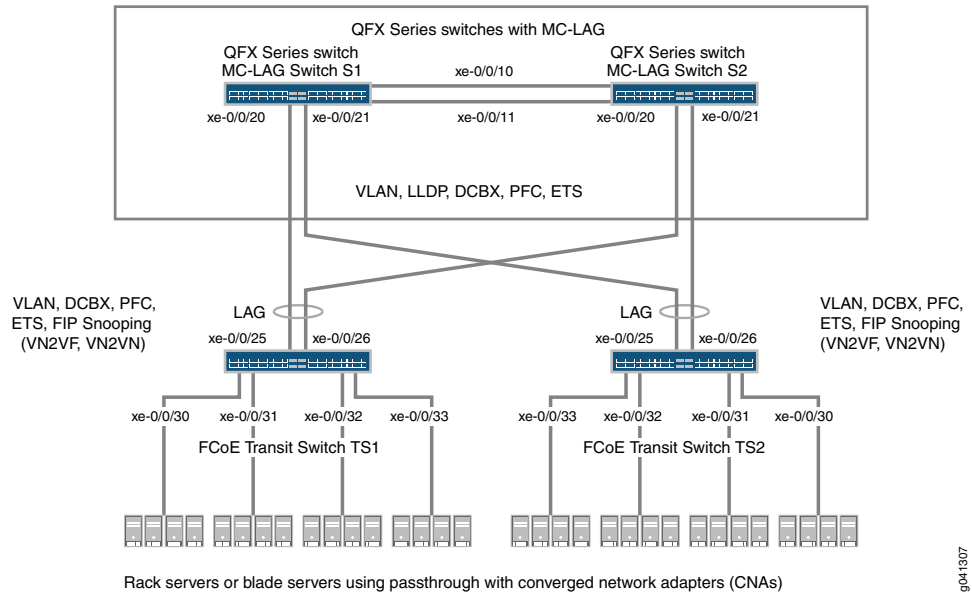 QFX Series switches with MC-LAG
QFX Series switch
MC-LAG Switch S1
QFX Series switch
MC-LAG Switch S2
xe-0/0/10
xe-0/0/20
xe-0/0/21
xe-0/0/11
xe-0/0/20
xe-0/0/21
VLAN, LLDP, DCBX, PFC, ETS
VLAN, DCBX, PFC,
ETS, FIP Snooping
(VN2VF, VN2VN)
LAG
LAG
VLAN, DCBX, PFC,
ETS, FIP Snooping
(VN2VF, VN2VN)
xe-0/0/25
xe-0/0/26
xe-0/0/25
xe-0/0/26
xe-0/0/30
xe-0/0/31
xe-0/0/32
xe-0/0/33
xe-0/0/33
xe-0/0/32
xe-0/0/31
xe-0/0/30
FCoE Transit Switch TS1
FCoE Transit Switch TS2
Rack servers or blade servers using passthrough with converged network adapters (CNAs)
g041307